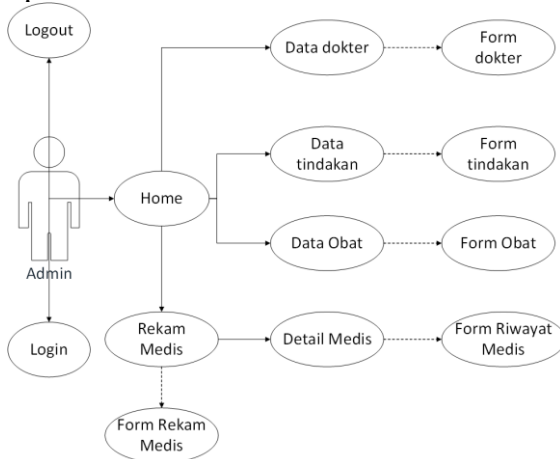 Logout
Data dokter
Form
dokter
Data
tindakan
Form
tindakan
Home
Data Obat
Form Obat
Admin
Login
Rekam
Medis
Detail Medis
Form Riwayat
Medis
Form Rekam
Medis